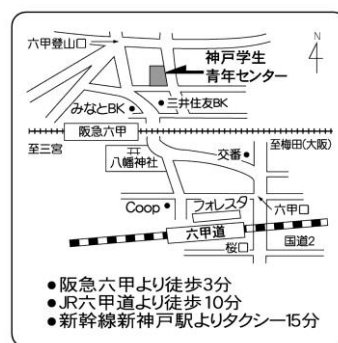 六甲登山口
神戸学生
青年センター
4
みなとBK
三井住友BK
阪急六甲
至三宮
八幡神社
交番
至梅田(大阪)
Coop
フォレスタ
六甲口
六甲道
桜口
国道2
●阪急六甲より徒歩3分
●JR六甲道より徒歩10分
●新幹線新神戸駅よりタクシー15分